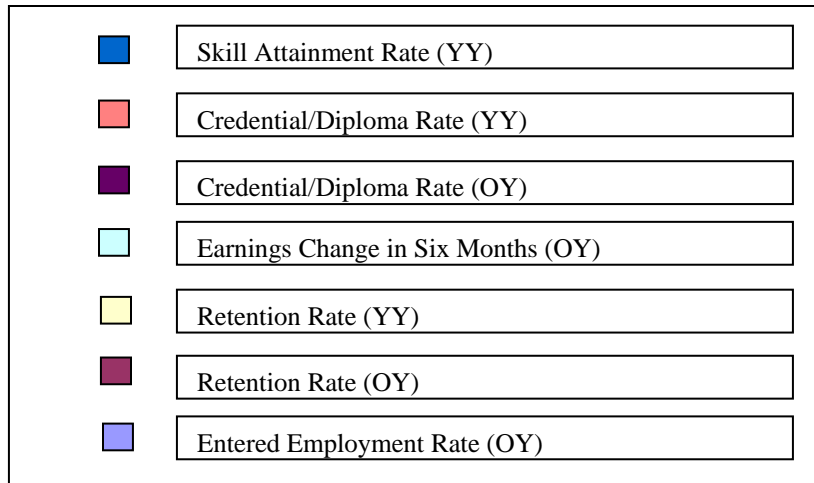 Skill Attainment Rate (YY)
Credential/Diploma Rate (YY)
Credential/Diploma Rate (OY)
Earnings Change in Six Months (OY)
Retention Rate (YY)
Retention Rate (OY)
Entered Employment Rate (OY)